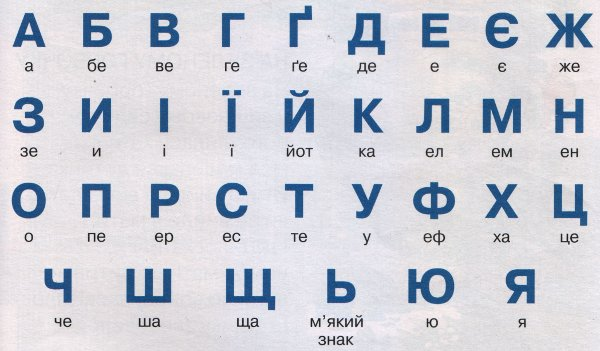 А Б В Г Ґ Д Е Є Ж
а бе ве ге ґе де е є же
З И І Ї Й К Л М Н
зе и і ї йот ка ел ем ен
О П Р С Т У Ф Х Ц
о пе ер ес те у еф ха це
Ч Ш Щ Ь Ю Я
че ша ща м'який ю я
знак